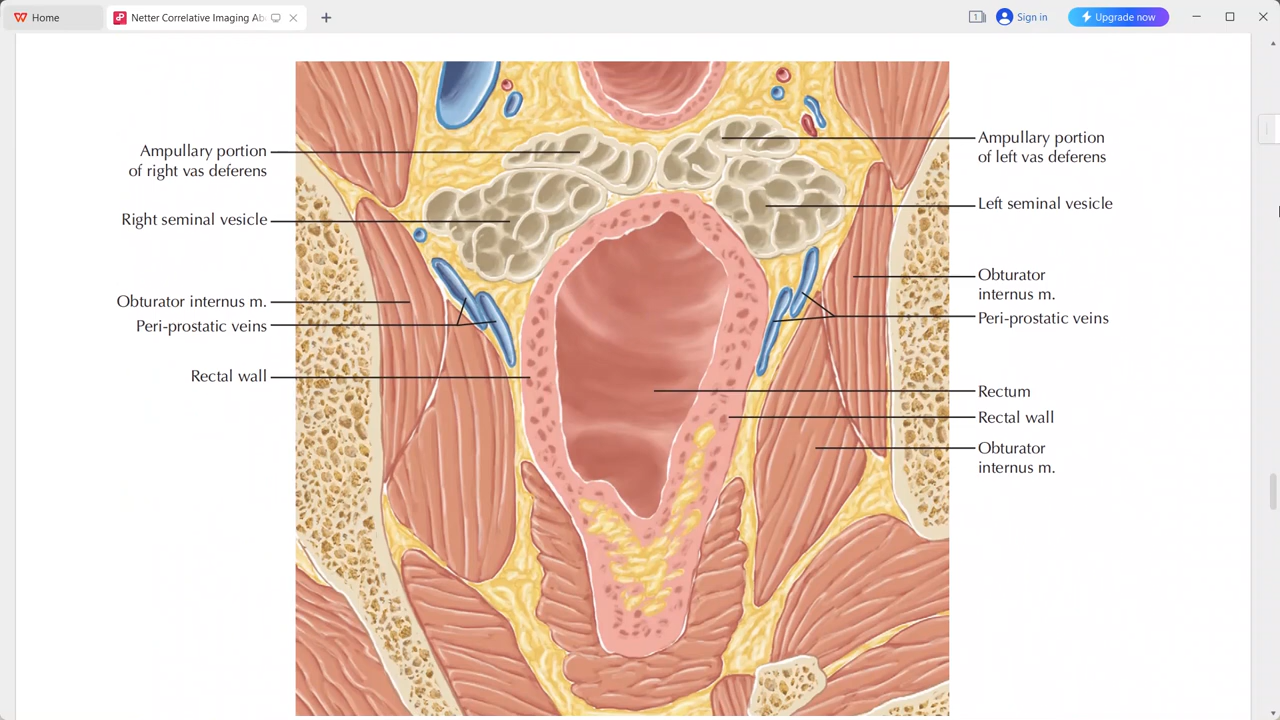 Home
Netter Correlative Imaging Ab
1
Sign in
Upgrade now
Ampullary portion
of right vas deferens
Right seminal vesicle
Obturator internus m.
Peri-prostatic veins
Rectal wall
Ampullary portion
of left vas deferens
Left seminal vesicle
Obturator
internus m.
Peri-prostatic veins
Rectum
Rectal wall
Obturator
internus m.